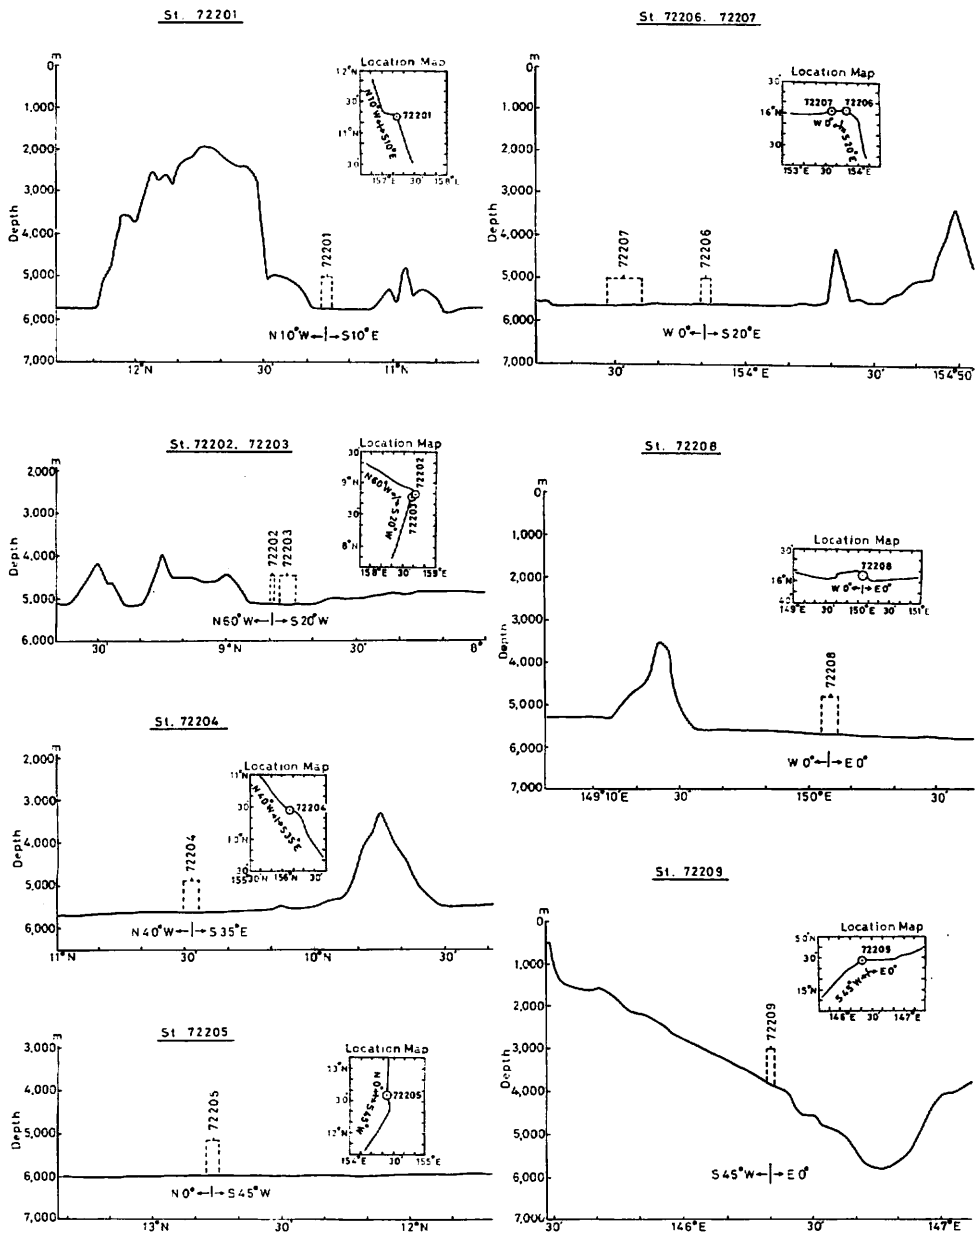 St. 72201
m
0
1,000
2,000
3,000
4,000
5,000
6,000
7,000
Depth
72201
N10°W ←|→ S10°E
12°N
30'
11°N
Location Map
12°N
30'
11°N
30'
72201
N10°W←|→S10°E
157°E
30'
158°E
St. 72206. 72207
m
0
1,000
2,000
3,000
4,000
5,000
6,000
7,000
Depth
72207
72206
W0° ←|→ S20°E
30'
154°E
30'
154°50'
Location Map
30'
16°N
30'
72207
72206
W0°←|→S20°E
153°E
30'
154°E
St. 72202. 72203
m
2,000
3,000
4,000
5,000
6,000
Depth
72202
72203
N60°W ←|→ S20°W
30'
9°N
30'
8°
Location Map
30'
9°N
30'
8°N
72202
72203
N60°W←|→S20°W
158°E
30'
159°E
St. 72208
m
0
1,000
2,000
3,000
4,000
5,000
6,000
7,000
Depth
72208
W0° ←|→ E0°
149°10'E
30'
150°E
30'
Location Map
30'
16°N
72208
W0°←|→E0°
149°E
30'
150°E
30'
151°E
St. 72204
m
2,000
3,000
4,000
5,000
6,000
Depth
72204
N40°W ←|→ S35°E
11°N
30'
10°N
30'
Location Map
11°N
30'
10°N
30'
72204
N40°W←|→S35°E
156°N
30'
St. 72209
m
0
1,000
2,000
3,000
4,000
5,000
6,000
7,000
Depth
72209
S45°W ←|→ E0°
30'
146°E
30'
147°E
Location Map
30'
15°N
72209
S45°W←|→E0°
146°E
30'
147°E
St. 72205
m
3,000
4,000
5,000
6,000
7,000
Depth
72205
N0° ←|→ S45°W
13°N
30'
12°N
Location Map
13°N
30'
12°N
72205
N0°←|→S45°W
154°E
30'
155°E